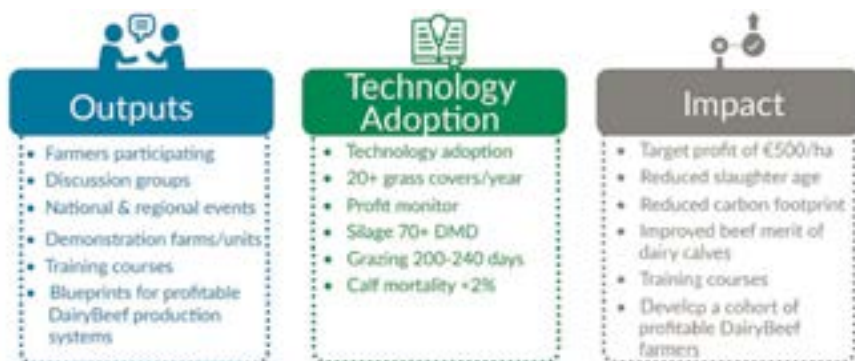 Outputs
Farmers participating
Discussion groups
National & regional events
Demonstration farms/units
Training courses
Blueprints for profitable
DairyBeef production
systems
Technology
Adoption
Technology adoption
20+ grass covers/year
Profit monitor
Silage 70+ DMD
Grazing 200-240 days
Calf mortality <2%
Impact
Target profit of €500/ha
Reduced slaughter age
Reduced carbon footprint
Improved beef merit of
dairy calves
Training courses
Develop a cohort of
profitable DairyBeef
farmers